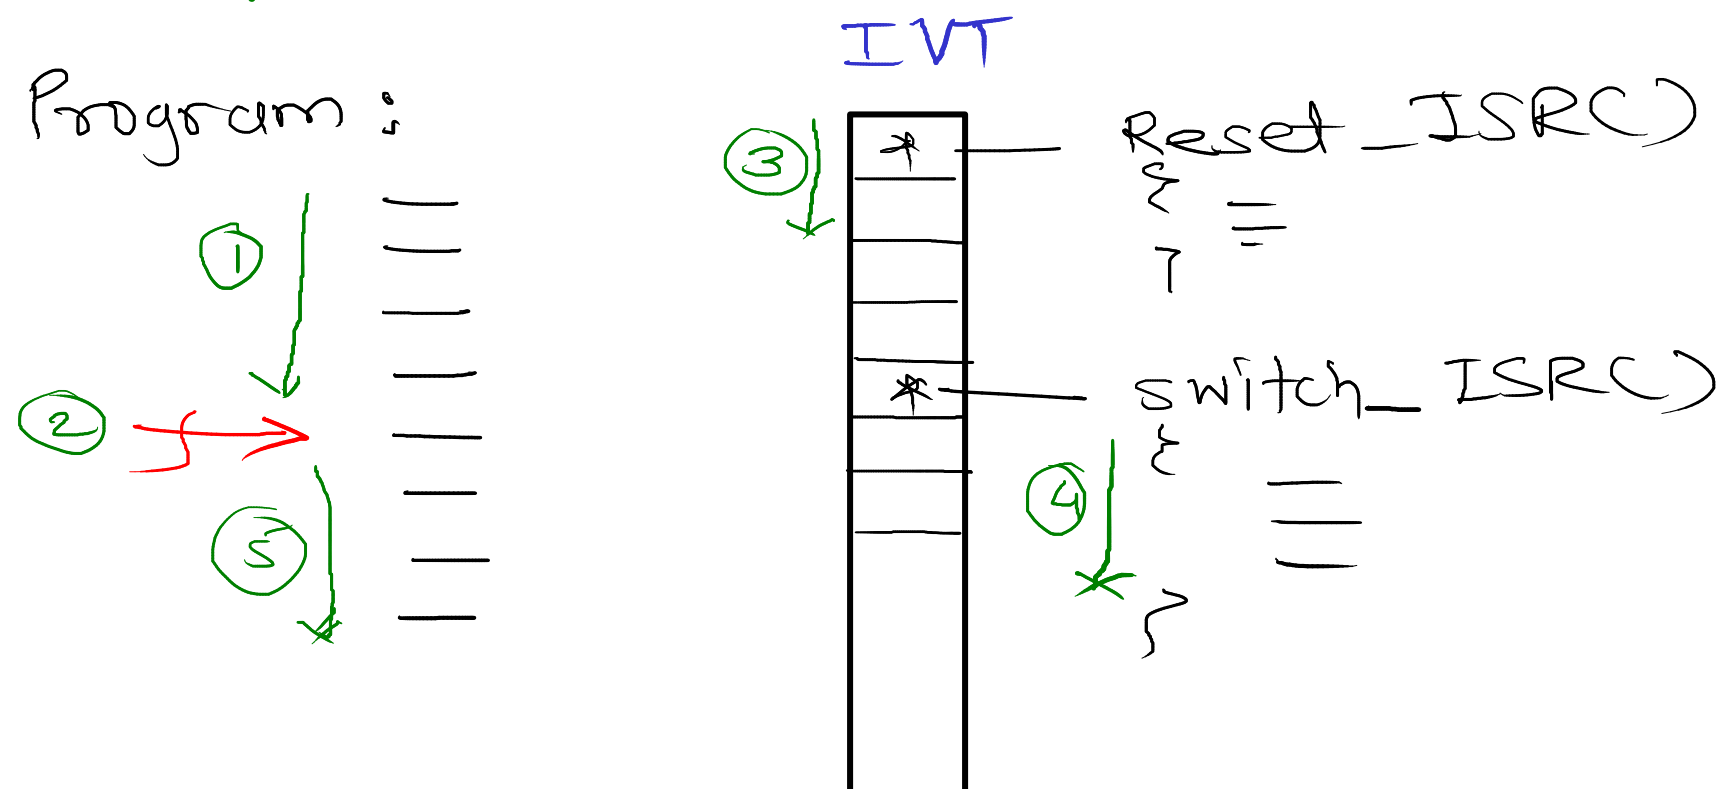 IVT
Program :
1
2
5
3
*
Reset_ISR()
{
}
*
switch_ISR()
{
4
}